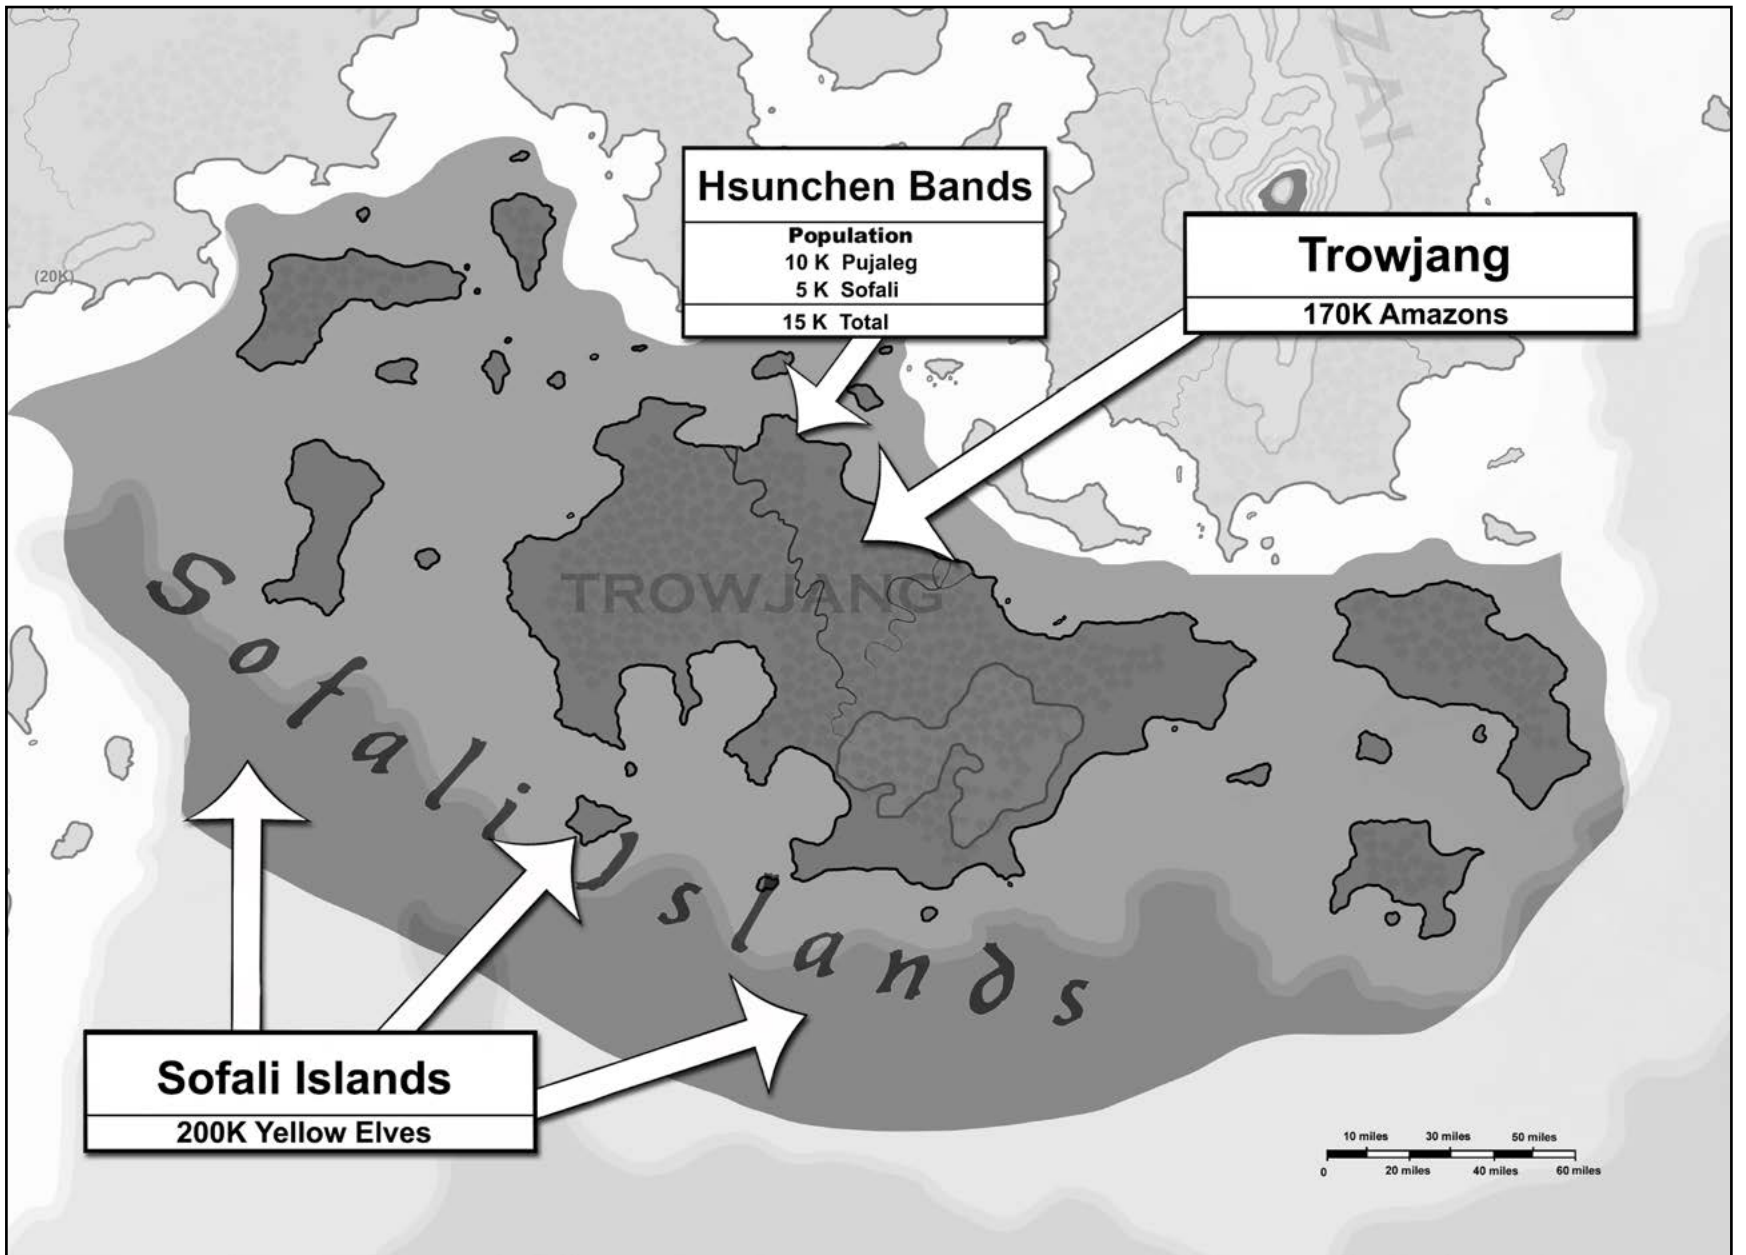 (20K)
ZAI
Hsunchen Bands
Population
10 K Pujaleg
5 K Sofali
15 K Total
Trowjang
170K Amazons
TROWJANG
Sofali Islands
Sofali Islands
200K Yellow Elves
10 miles 30 miles 50 miles
0 20 miles 40 miles 60 miles